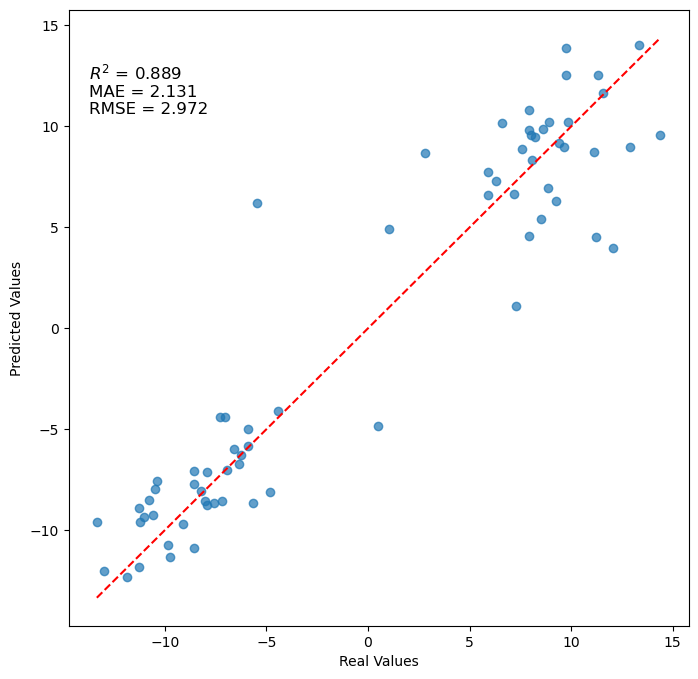 15
10
5
0
−5
−10
R² = 0.889
MAE = 2.131
RMSE = 2.972
Predicted Values
−10
−5
0
5
10
15
Real Values